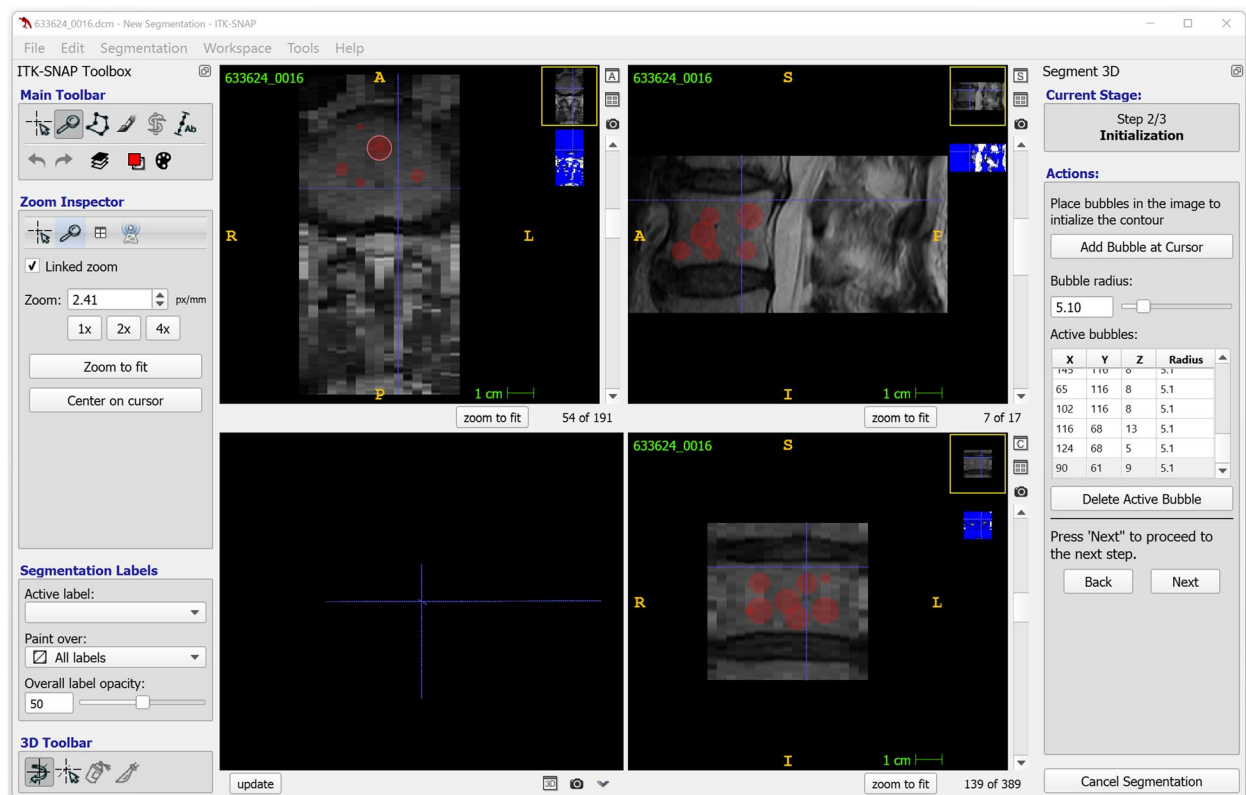 633624_0016.dcm - New Segmentation - ITK-SNAP
File Edit Segmentation Workspace Tools Help
ITK-SNAP Toolbox
Main Toolbar
Ab
Zoom Inspector
Linked zoom
Zoom: 2.41 px/mm
1x 2x 4x
Zoom to fit
Center on cursor
Segmentation Labels
Active label:
Paint over:
All labels
Overall label opacity:
50
3D Toolbar
633624_0016
A
A
R
L
P
1 cm
zoom to fit 54 of 191
633624_0016
S
S
A
P
I
1 cm
zoom to fit 7 of 17
update
3D
633624_0016
S
C
R
L
I
1 cm
zoom to fit 139 of 389
Segment 3D
Current Stage:
Step 2/3
Initialization
Actions:
Place bubbles in the image to
intialize the contour
Add Bubble at Cursor
Bubble radius:
5.10
Active bubbles:
X Y Z Radius
145 116 8 5.1
65 116 8 5.1
102 116 8 5.1
116 68 13 5.1
124 68 5 5.1
90 61 9 5.1
Delete Active Bubble
Press 'Next" to proceed to
the next step.
Back Next
Cancel Segmentation